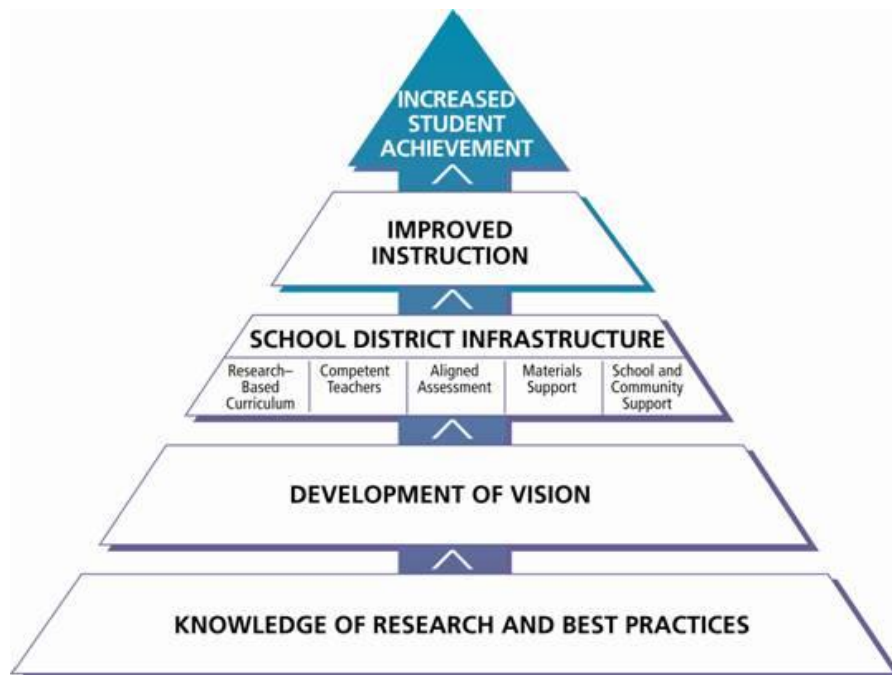 INCREASED
STUDENT
ACHIEVEMENT
IMPROVED
INSTRUCTION
SCHOOL DISTRICT INFRASTRUCTURE
Research–
Based
Curriculum
Competent
Teachers
Aligned
Assessment
Materials
Support
School and
Community
Support
DEVELOPMENT OF VISION
KNOWLEDGE OF RESEARCH AND BEST PRACTICES